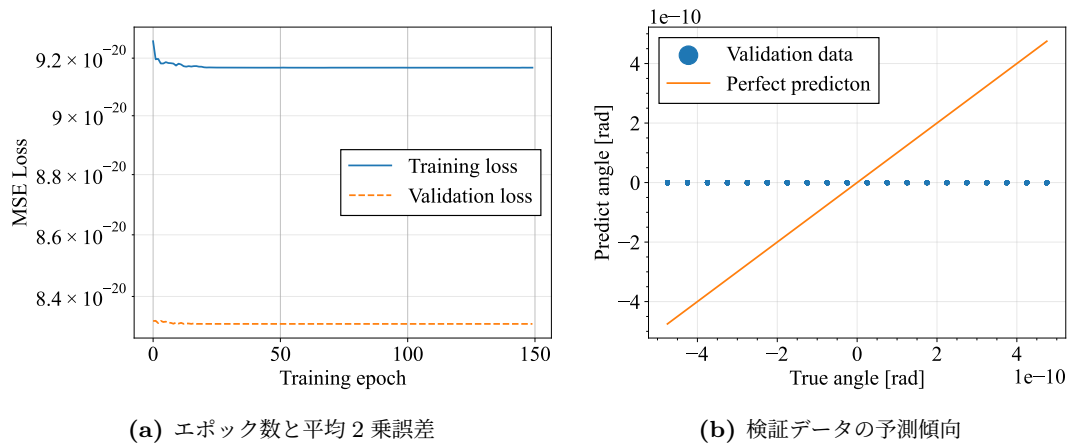 MSE Loss
9.2 × 10⁻²⁰
9 × 10⁻²⁰
8.8 × 10⁻²⁰
8.6 × 10⁻²⁰
8.4 × 10⁻²⁰
Training loss
Validation loss
0 50 100 150
Training epoch
(a) エポック数と平均 2 乗誤差
1e−10
Predict angle [rad]
4
2
0
−2
−4
Validation data
Perfect predicton
−4 −2 0 2 4
True angle [rad]
1e−10
(b) 検証データの予測傾向